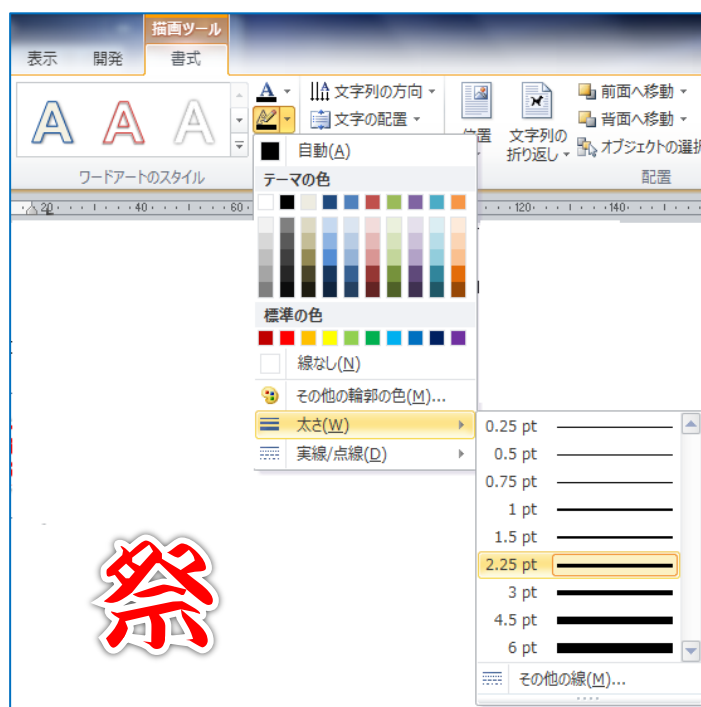 描画ツール
表示 開発 書式
A A A
A 文字列の方向
文字の配置
位置
文字列の
折り返し
前面へ移動
背面へ移動
オブジェクトの選択
ワードアートのスタイル
配置
20 40 60 120 140
自動(A)
テーマの色
標準の色
線なし(N)
その他の輪郭の色(M)...
太さ(W)
実線/点線(D)
0.25 pt
0.5 pt
0.75 pt
1 pt
1.5 pt
2.25 pt
3 pt
4.5 pt
6 pt
その他の線(M)...
祭